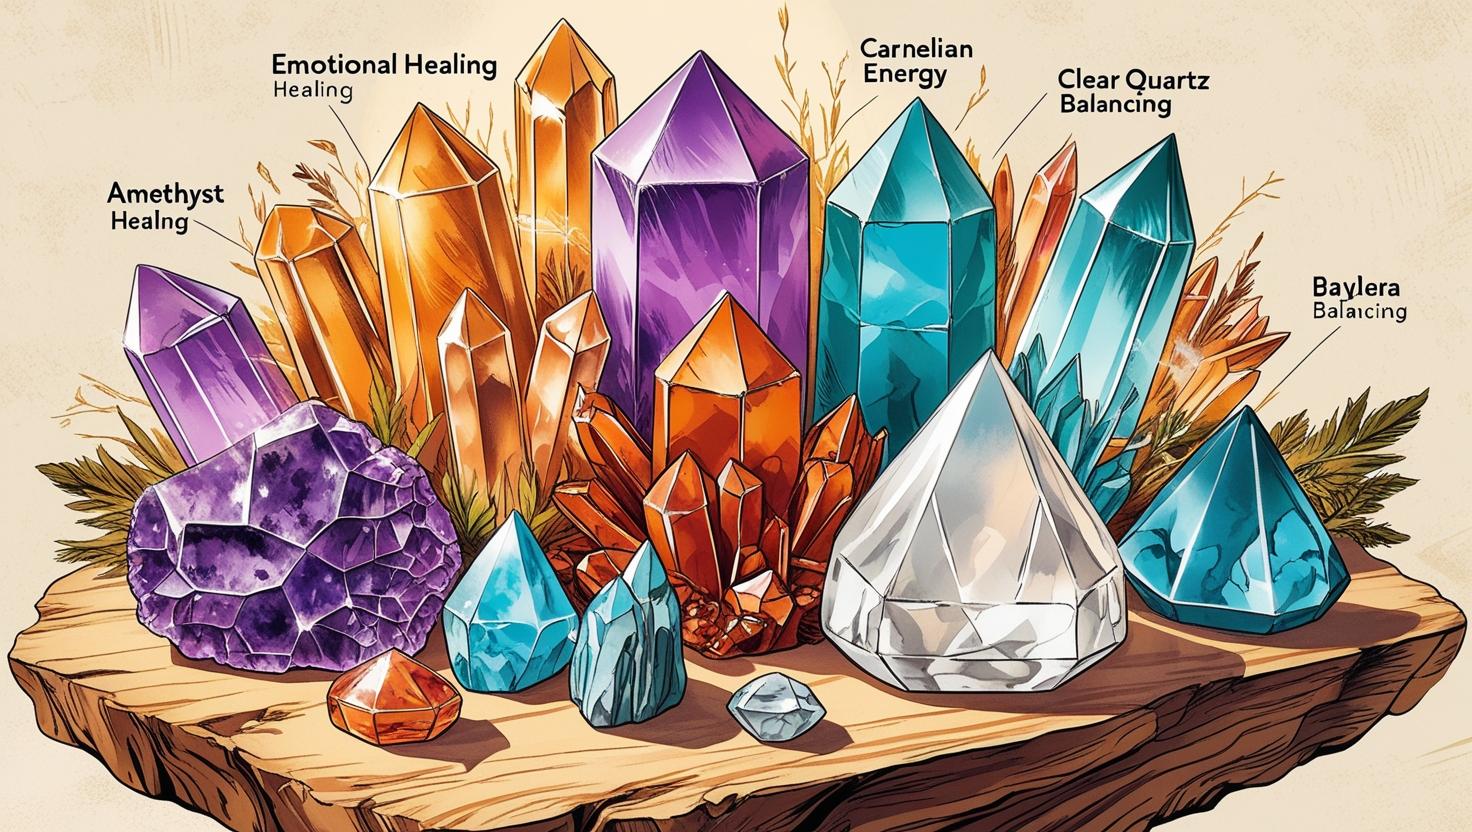 Emotional Healing
Healing
Carnelian
Energy
Clear Quartz
Balancing
Amethyst
Healng
Baylera
Balaıcing